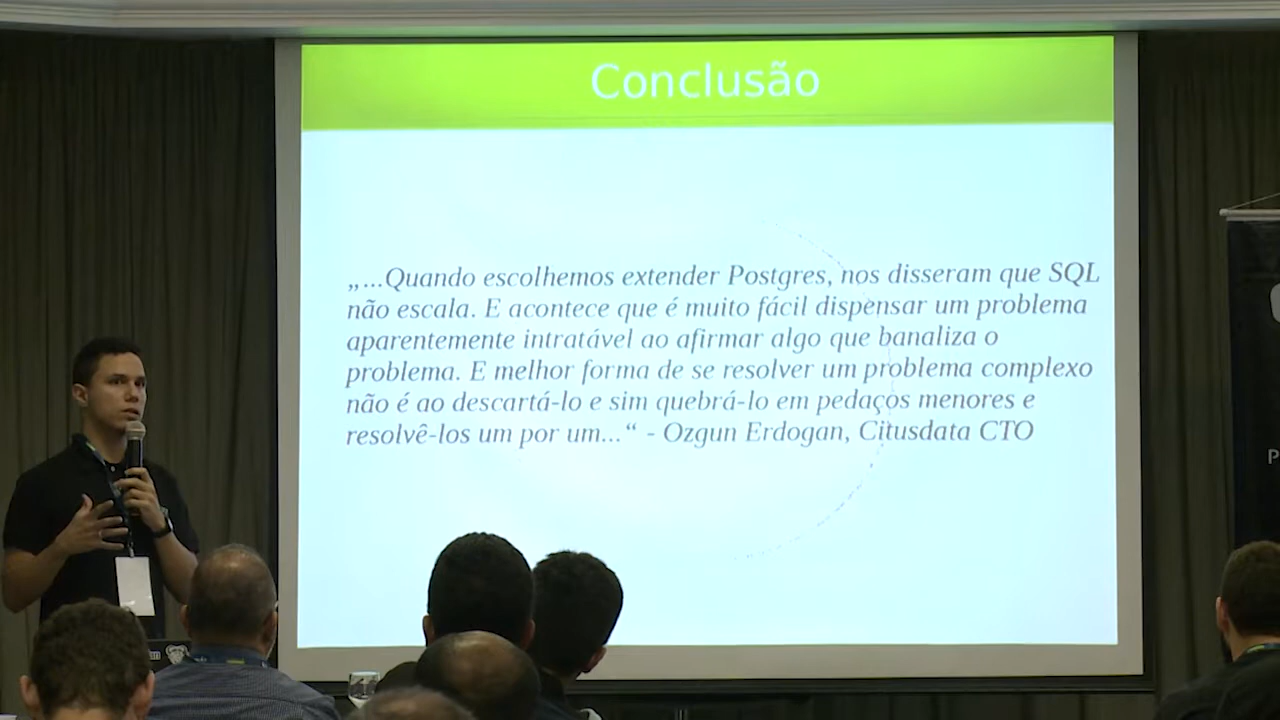 Conclusão
„...Quando escolhemos extender Postgres, nos disseram que SQL
não escala. E acontece que é muito fácil dispensar um problema
aparentemente intratável ao afirmar algo que banaliza o
problema. E melhor forma de se resolver um problema complexo
não é ao descartá-lo e sim quebrá-lo em pedaços menores e
resolvê-los um por um...“ - Ozgun Erdogan, Citusdata CTO
P